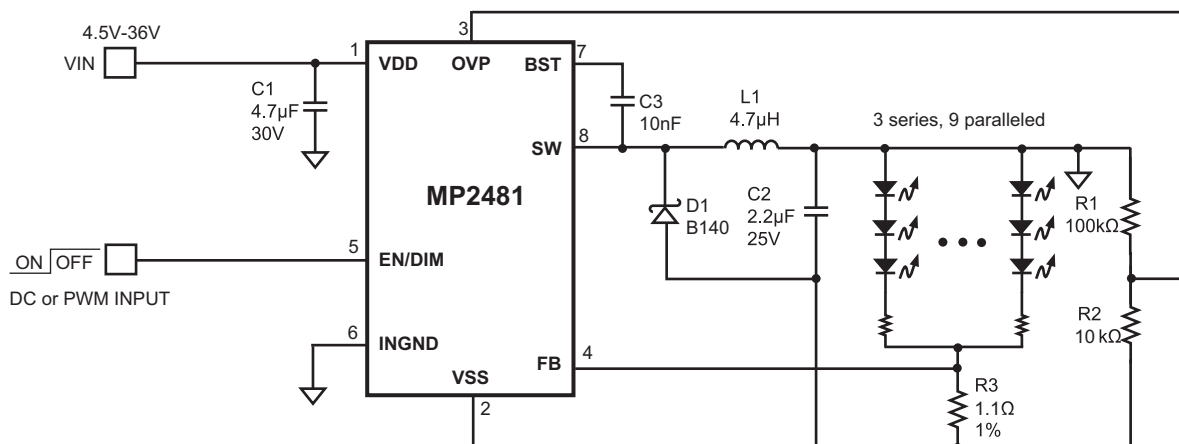 4.5V-36V
VIN
C1
4.7µF
30V
1
VDD
3
OVP
BST
7
C3
10nF
SW
8
L1
4.7µH
3 series, 9 paralleled
MP2481
D1
B140
C2
2.2µF
25V
R1
100kΩ
ON OFF
DC or PWM INPUT
5
EN/DIM
6
INGND
VSS
2
FB
4
R2
10 kΩ
R3
1.1Ω
1%